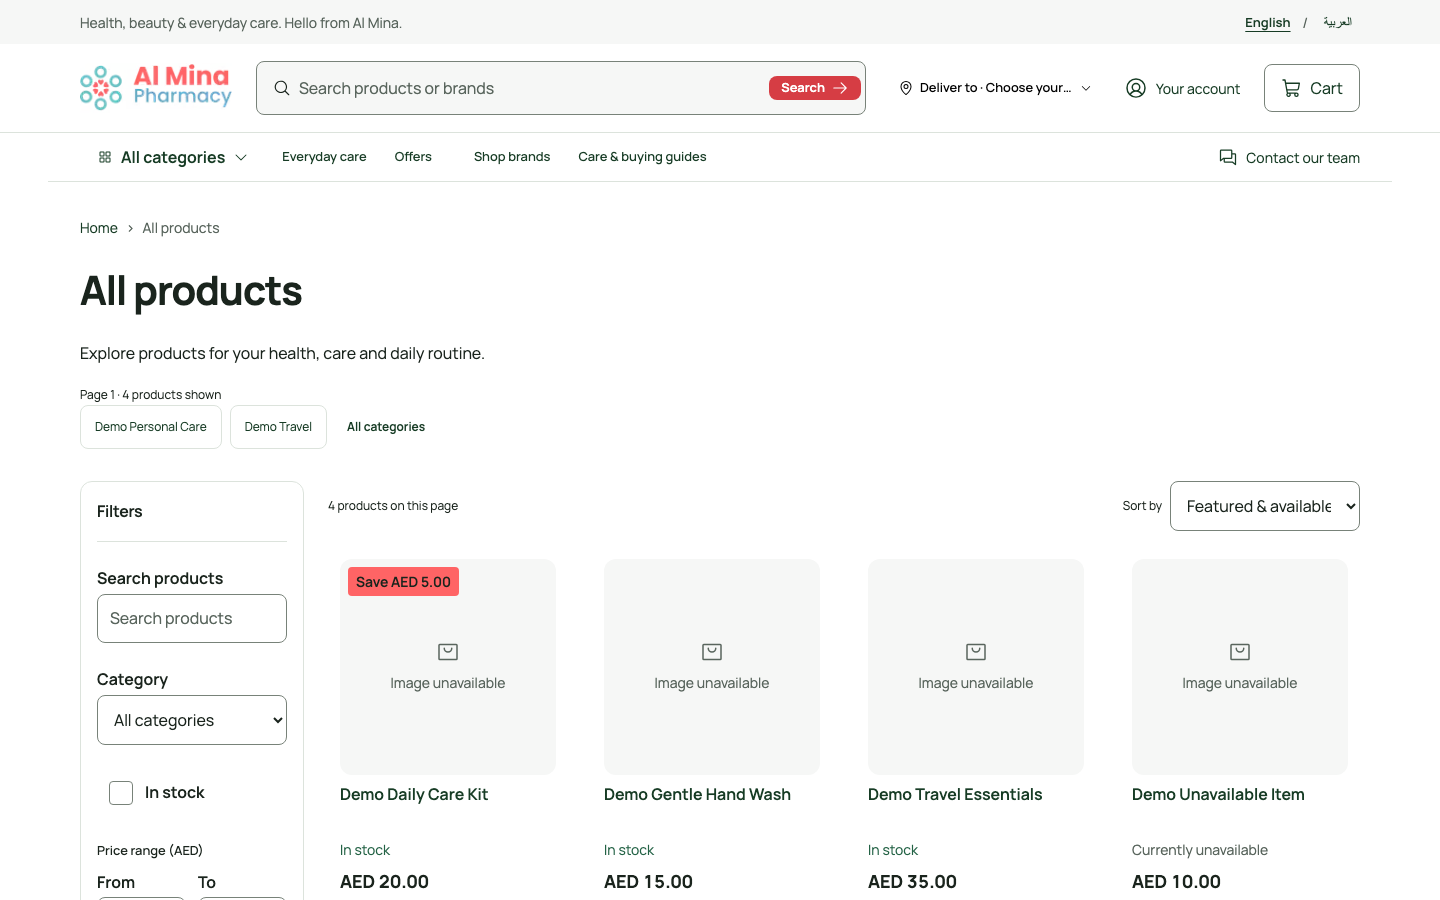 Health, beauty & everyday care. Hello from Al Mina.
English / العربية
Al Mina
Pharmacy
Search products or brands
Search
Deliver to · Choose your...
Your account
Cart
All categories
Everyday care
Offers
Shop brands
Care & buying guides
Contact our team
Home > All products
All products
Explore products for your health, care and daily routine.
Page 1 · 4 products shown
Demo Personal Care
Demo Travel
All categories
Filters
Search products
Search products
Category
All categories
In stock
Price range (AED)
From
To
4 products on this page
Sort by
Featured & available
Save AED 5.00
Image unavailable
Demo Daily Care Kit
In stock
AED 20.00
Image unavailable
Demo Gentle Hand Wash
In stock
AED 15.00
Image unavailable
Demo Travel Essentials
In stock
AED 35.00
Image unavailable
Demo Unavailable Item
Currently unavailable
AED 10.00